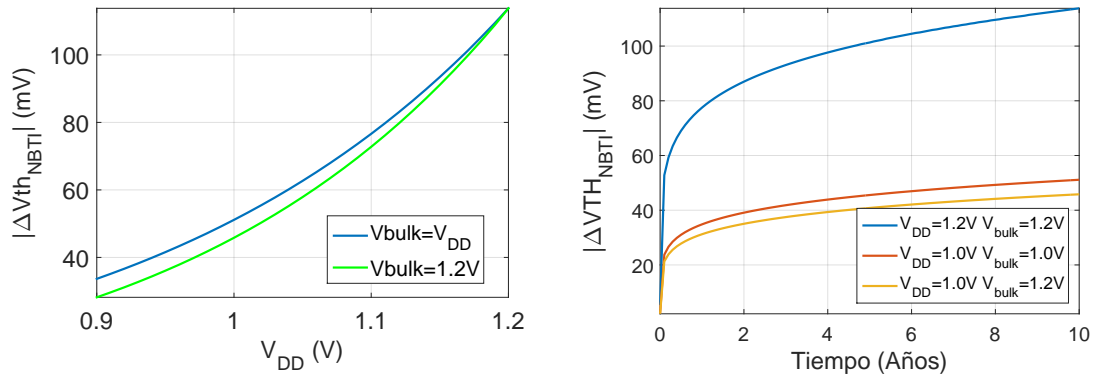 |ΔVth_NBTI| (mV)
100
80
60
40
0.9
1
1.1
1.2
V_DD (V)
Vbulk=V_DD
Vbulk=1.2V
|ΔVTH_NBTI| (mV)
100
80
60
40
20
0
2
4
6
8
10
Tiempo (Años)
V_DD=1.2V V_bulk=1.2V
V_DD=1.0V V_bulk=1.0V
V_DD=1.0V V_bulk=1.2V